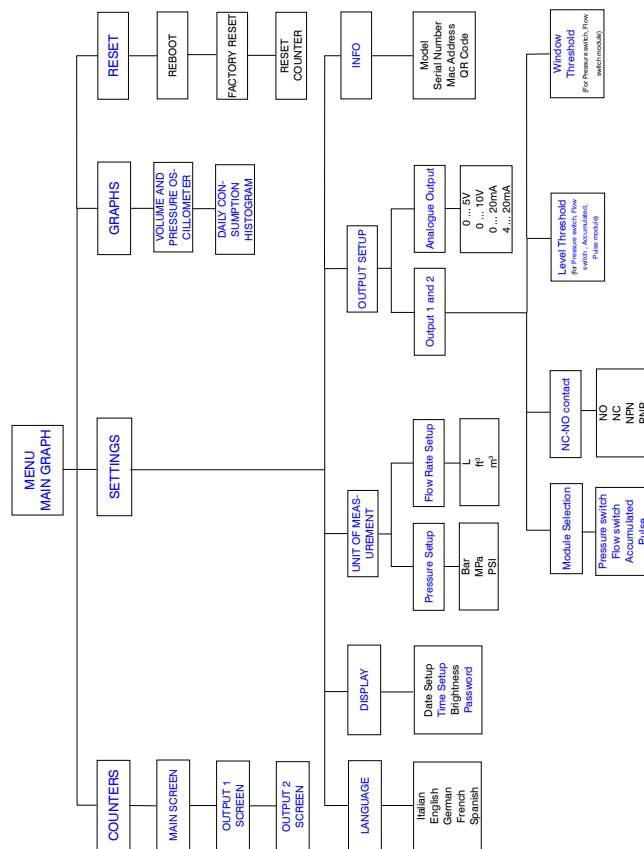 MENU
MAIN GRAPH
COUNTERS
MAIN SCREEN
OUTPUT 1
SCREEN
OUTPUT 2
SCREEN
SETTINGS
GRAPHS
VOLUME AND
PRESSURE OS-
CILLOMETER
DAILY CON-
SUMPTION
HISTOGRAM
RESET
REBOOT
FACTORY RESET
RESET
COUNTER
LANGUAGE
Italian
English
German
French
Spanish
DISPLAY
Date Setup
Time Setup
Brightness
Password
UNIT OF MEAS-
UREMENT
Pressure Setup
Bar
MPa
PSI
Flow Rate Setup
L
ft³
m³
OUTPUT SETUP
Output 1 and 2
Analogue Output
0 ... 5V
0 ... 10V
0 ... 20mA
4 ... 20mA
INFO
Model
Serial Number
Mac Address
QR Code
Module Selection
Pressure switch
Flow switch
Accumulated
Pulse
NC-NO contact
NO
NC
NPN
PNP
Level Threshold
(for Pressure switch, Flow
switch , Accumulated,
Pulse module)
Window
Threshold
(For Pressure switch, Flow
switch module)